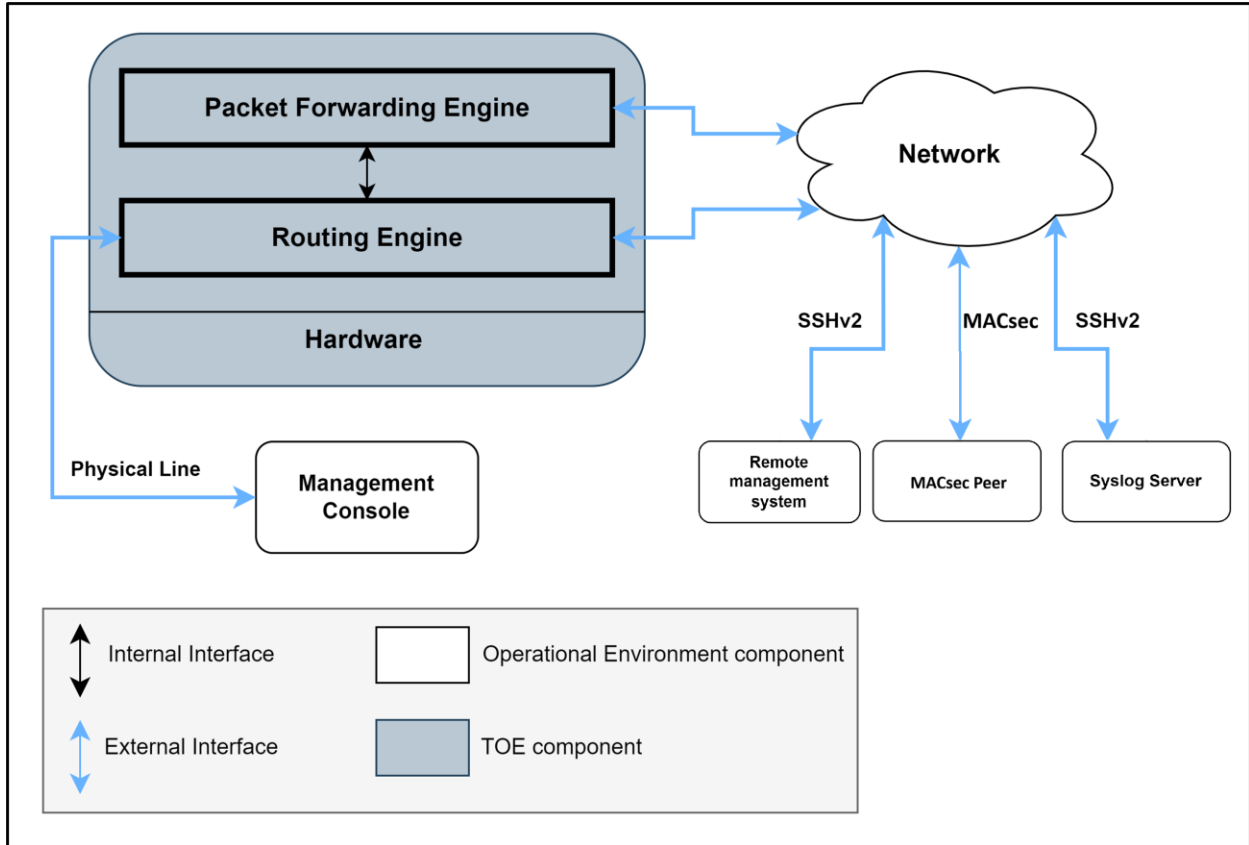 Packet Forwarding Engine
Network
Routing Engine
Hardware
SSHv2
MACsec
SSHv2
Physical Line
Management
Console
Remote
management
system
MACsec Peer
Syslog Server
Internal Interface
Operational Environment component
External Interface
TOE component